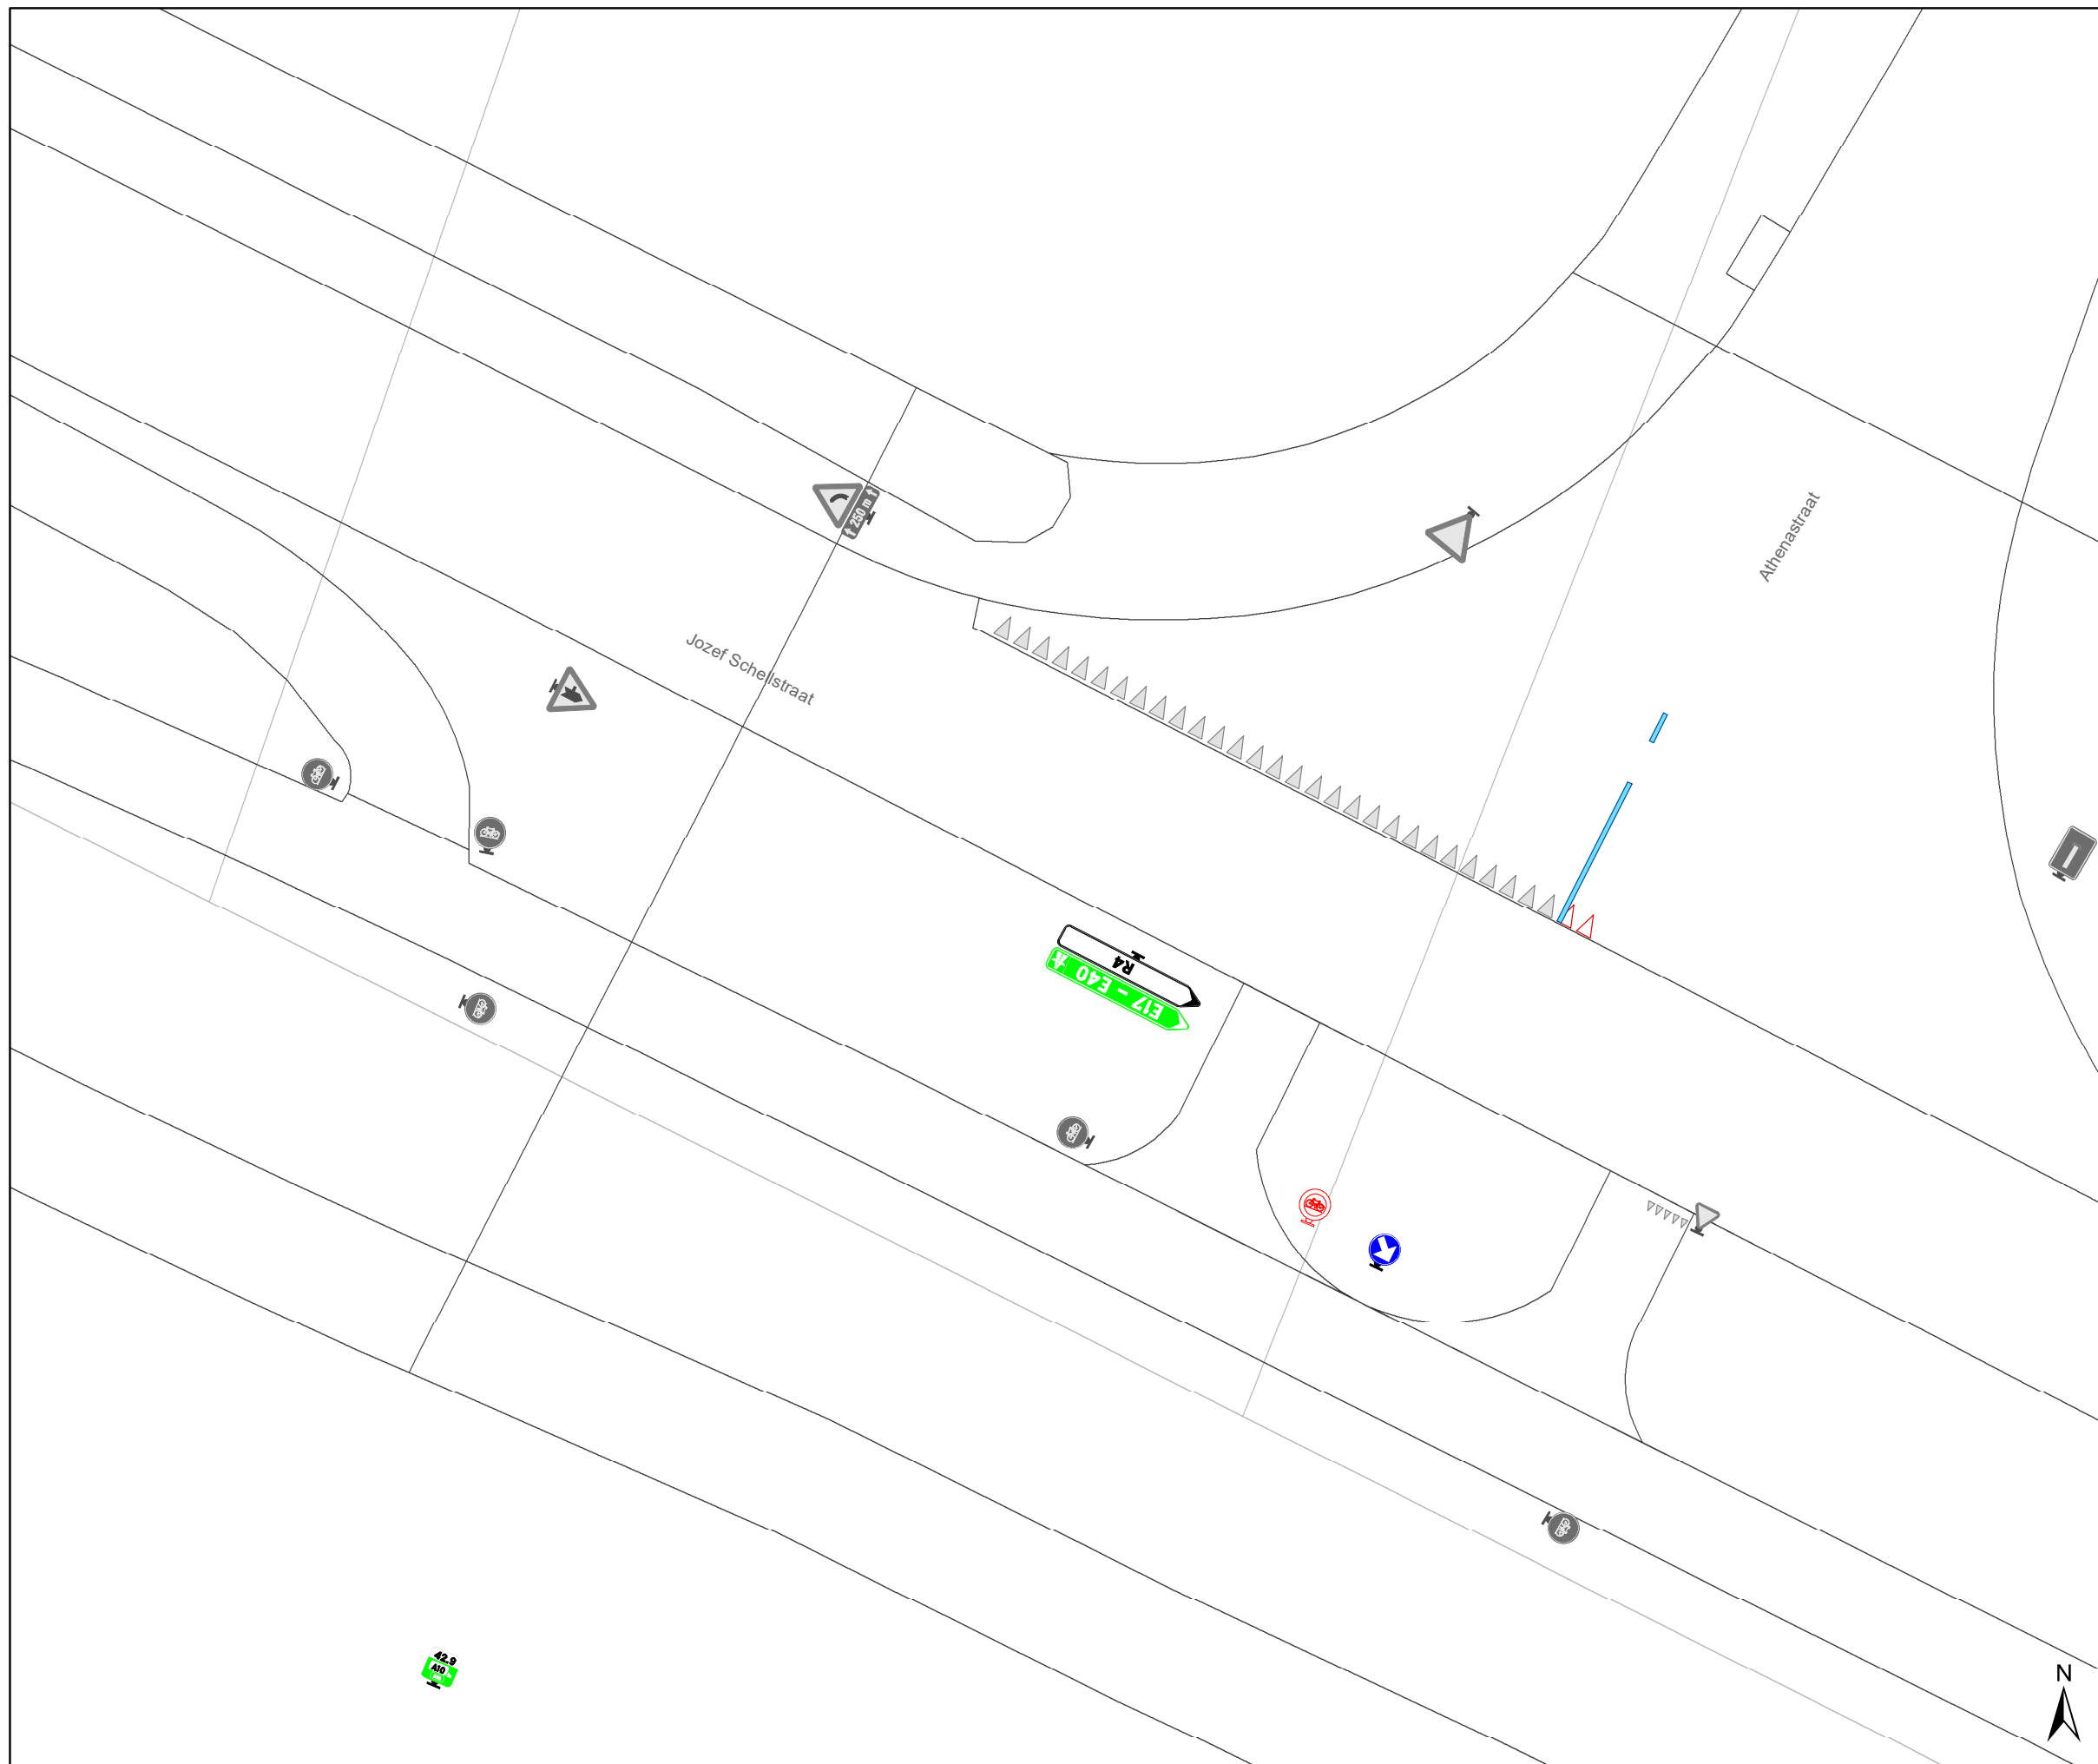 250 m
Athenastraat
Jozef Schellstraat
R4
E17 - E40
42.9
A10
N